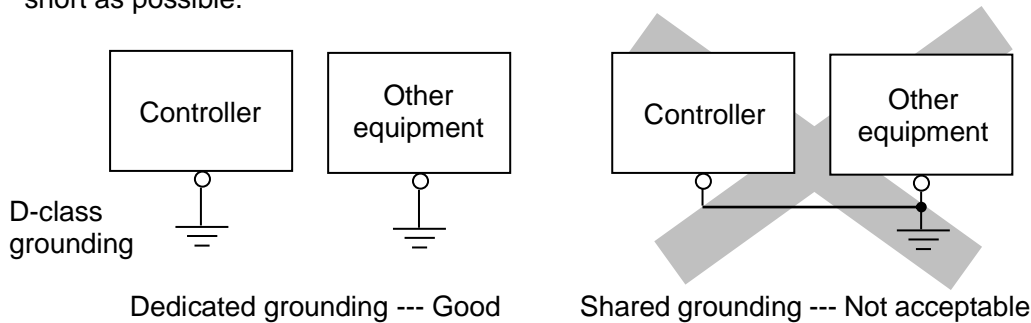 short as possible.
Controller
Other
equipment
Controller
Other
equipment
D-class
grounding
Dedicated grounding --- Good
Shared grounding --- Not acceptable